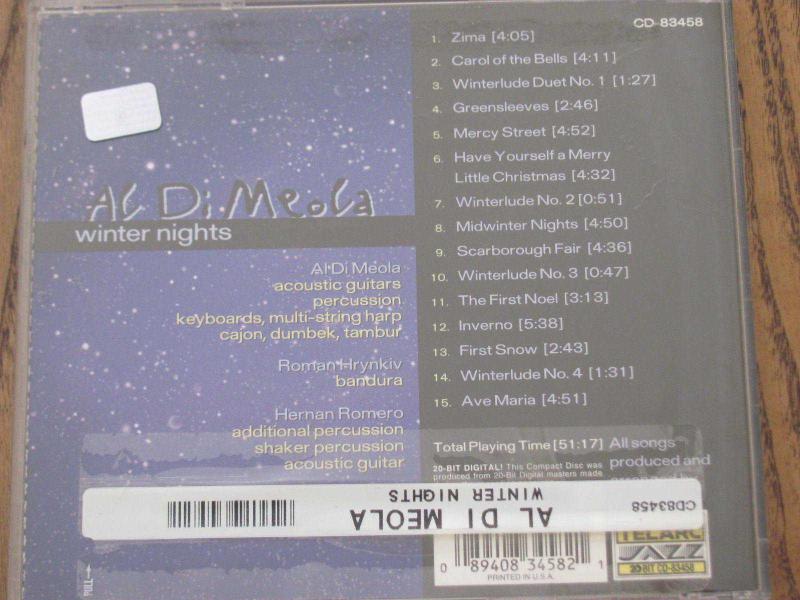 CD-83458
Al Di Meola
winter nights
Al Di Meola
acoustic guitars
percussion
keyboards, multi-string harp
cajon, dumbek, tambur
Roman Hrynkiv
bandura
Hernan Romero
additional percussion
shaker percussion
acoustic guitar
1. Zima [4:05]
2. Carol of the Bells [4:11]
3. Winterlude Duet No. 1 [1:27]
4. Greensleeves [2:46]
5. Mercy Street [4:52]
6. Have Yourself a Merry
Little Christmas [4:32]
7. Winterlude No. 2 [0:51]
8. Midwinter Nights [4:50]
9. Scarborough Fair [4:36]
10. Winterlude No. 3 [0:47]
11. The First Noel [3:13]
12. Inverno [5:38]
13. First Snow [2:43]
14. Winterlude No. 4 [1:31]
15. Ave Maria [4:51]
Total Playing Time [51:17]
20-BIT DIGITAL! This Compact Disc was
produced from 20-Bit Digital masters made
All songs
produced and
CD83458
AL DI MEOLA
WINTER NIGHTS
0 89408 34582 1
PRINTED IN U.S.A.
TELARC
JAZZ
20 BIT CD-83458